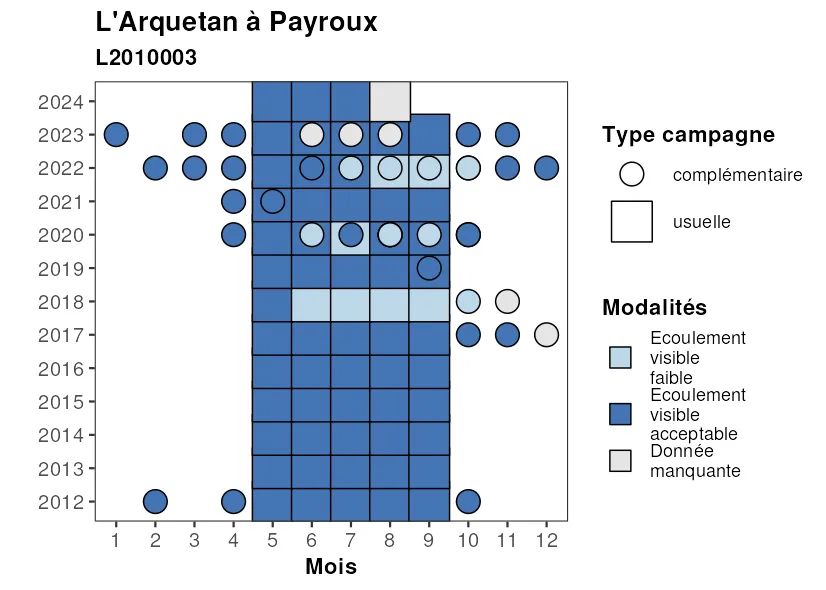 L'Arquetan à Payroux
L2010003
2024
2023
2022
2021
2020
2019
2018
2017
2016
2015
2014
2013
2012
1 2 3 4 5 6 7 8 9 10 11 12
Mois
Type campagne
complémentaire
usuelle
Modalités
Ecoulement
visible
faible
Ecoulement
visible
acceptable
Donnée
manquante